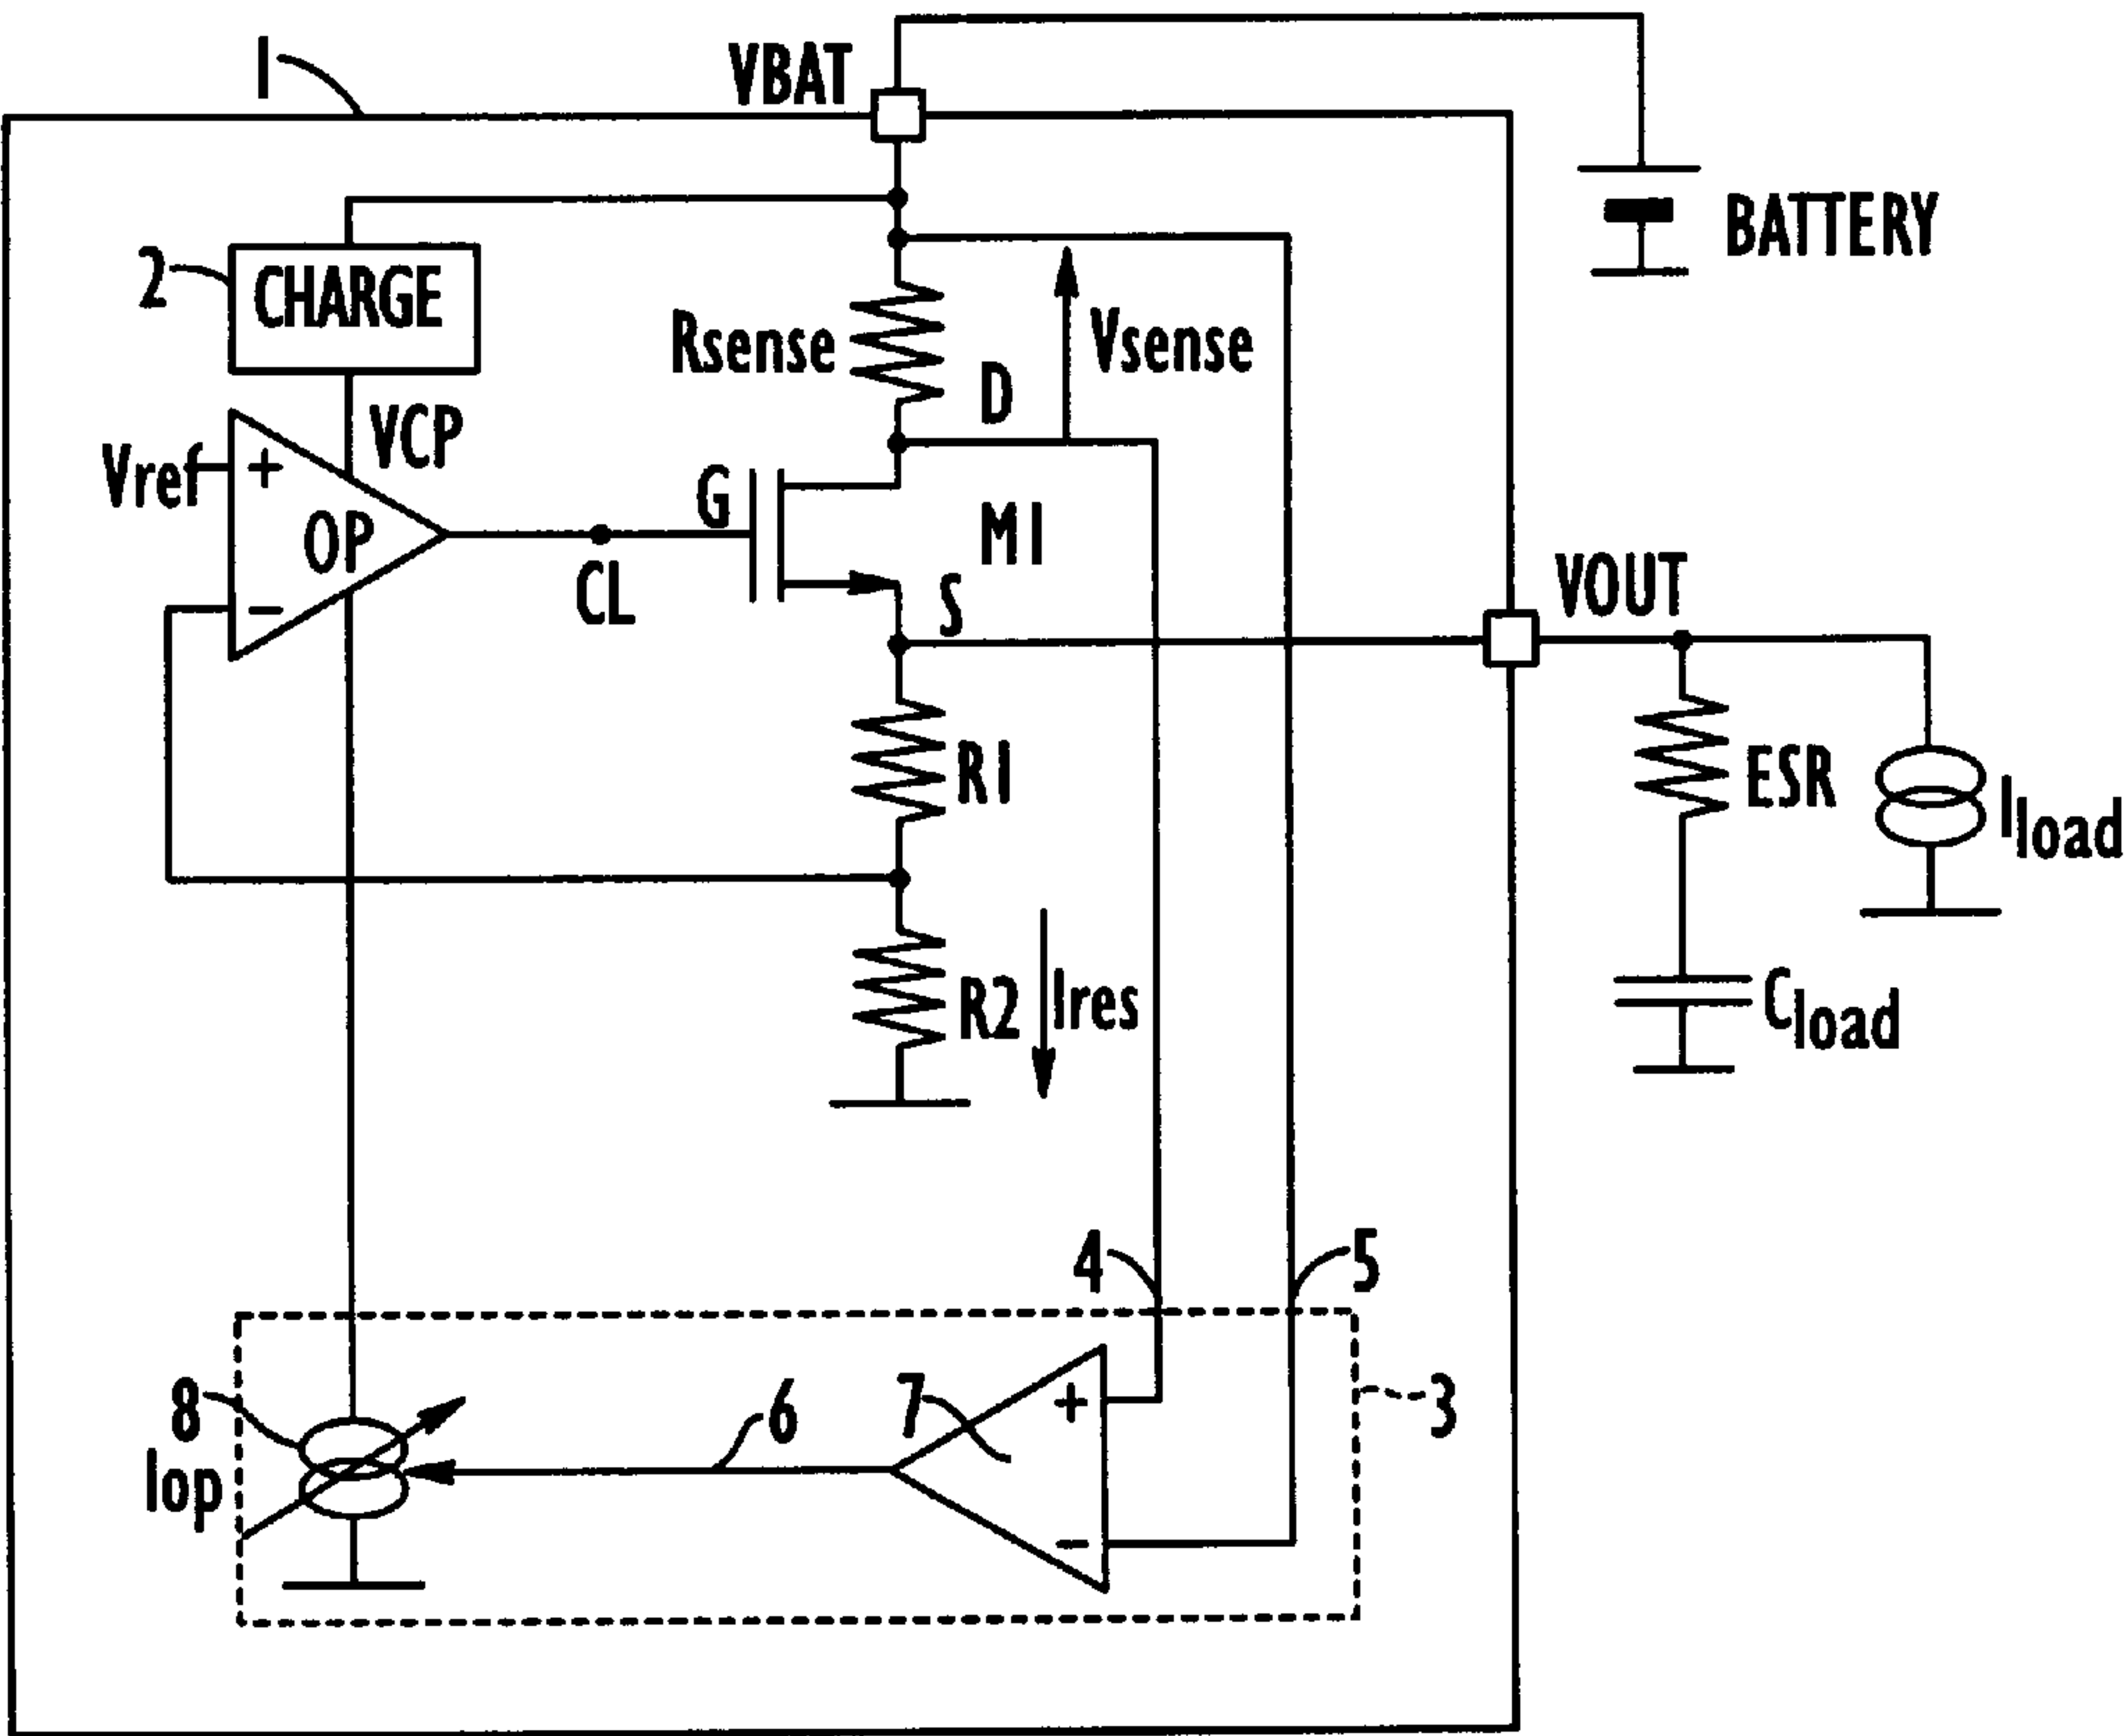 1
VBAT
BATTERY
2
CHARGE
Rsense
Vsense
D
VCP
Vref
+
G
OP
M1
CL
S
VOUT
−
R1
ESR
Iload
R2
Ires
Cload
4
5
8
6
7
+
3
Iop
−